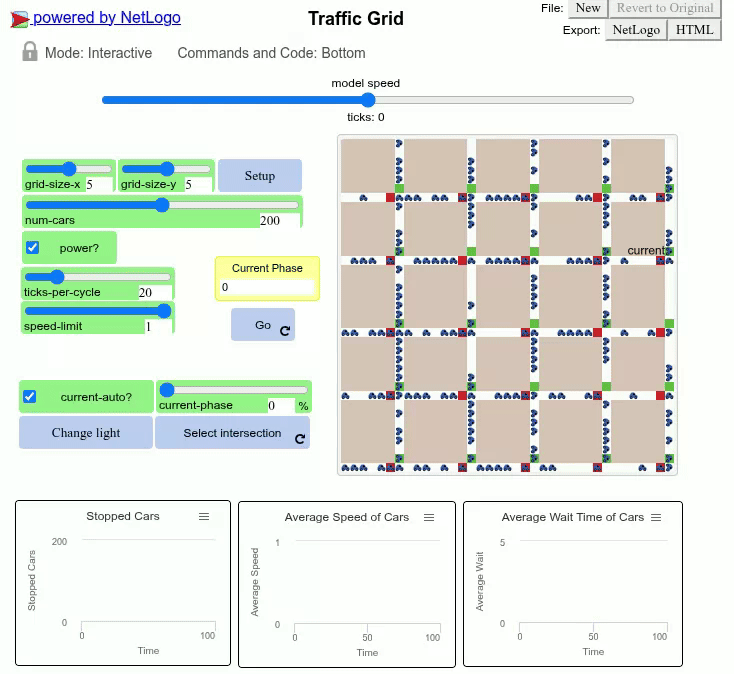 powered by NetLogo
Traffic Grid
File: New Revert to Original
Export: NetLogo HTML
Mode: Interactive Commands and Code: Bottom
model speed
ticks: 0
grid-size-x 5 grid-size-y 5 Setup
num-cars 200
power?
current
Current Phase
0
ticks-per-cycle 20
speed-limit 1
Go
current-auto? current-phase 0 %
Change light Select intersection
Stopped Cars
200
0
0 100
Time
Stopped Cars
Average Speed of Cars
1
0
0 50 100
Time
Average Speed
Average Wait Time of Cars
5
0
0 50 100
Time
Average Wait